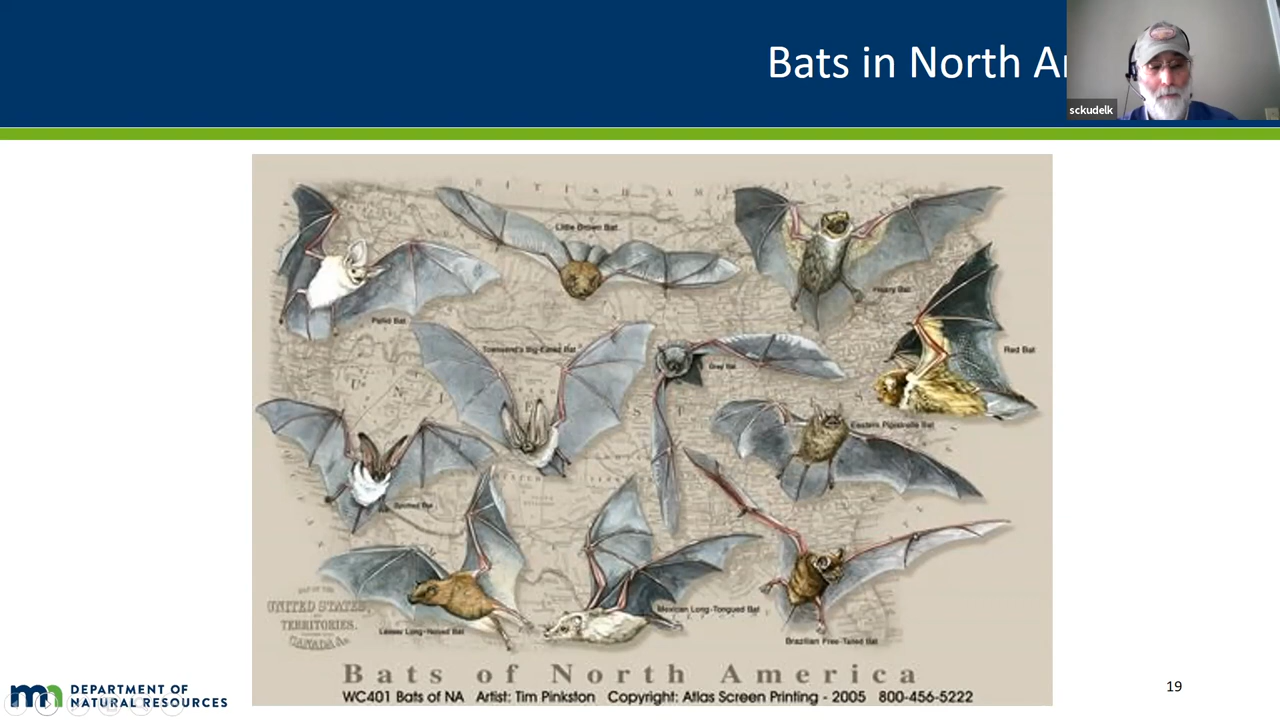 Bats in North A
sckudelk
Little Brown Bat
Hoary Bat
Pallid Bat
Townsend's Big-Eared Bat
Gray Bat
Red Bat
Eastern Pipistrelle Bat
Spotted Bat
MAP OF THE
UNITED STATES
TERRITORIES.
CANADA &c
Lesser Long-Nosed Bat
Mexican Long-Tongued Bat
Brazilian Free-Tailed Bat
Bats of North America
WC401 Bats of NA Artist: Tim Pinkston Copyright: Atlas Screen Printing - 2005 800-456-5222
DEPARTMENT OF
NATURAL RESOURCES
19